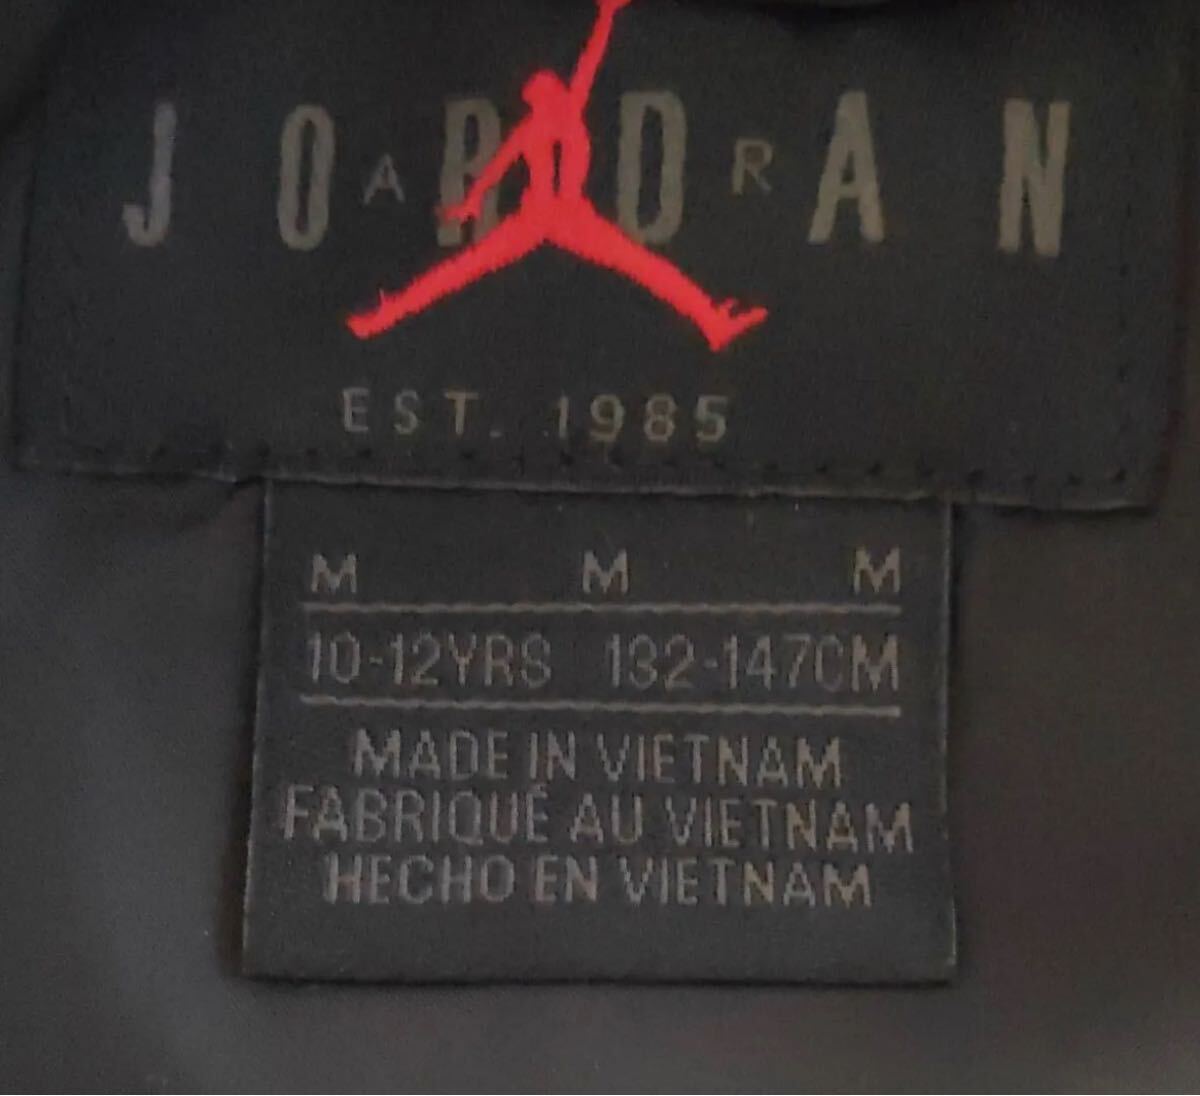 JORDAN
A R
EST. 1985
M M M
10-12YRS 132-147CM
MADE IN VIETNAM
FABRIQUÉ AU VIETNAM
HECHO EN VIETNAM